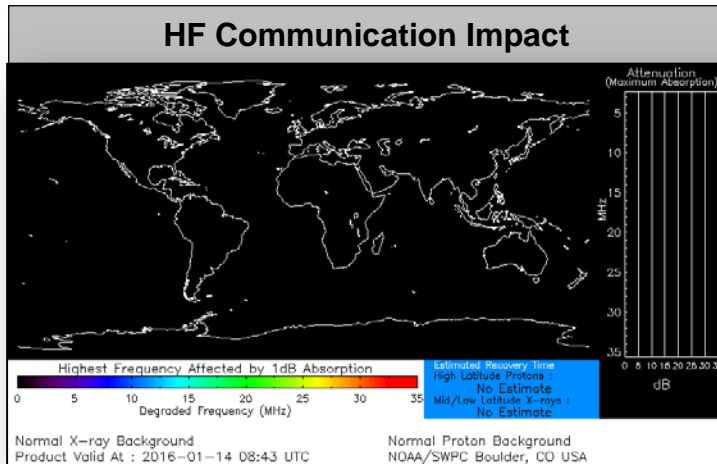 HF Communication Impact
Attenuation
(Maximum Absorption)
5
10
15
20
25
30
35
MHz
0 5 10 15 20 25 30 3
dB
Highest Frequency Affected by 1dB Absorption
0 5 10 15 20 25 30 35
Degraded Frequency (MHz)
Estimated Recovery Time
High Latitude Protons :
No Estimate
Mid/Low Latitude X-rays :
No Estimate
Normal X-ray Background
Normal Proton Background
Product Valid At : 2016-01-14 08:43 UTC
NOAA/SWPC Boulder, CO USA